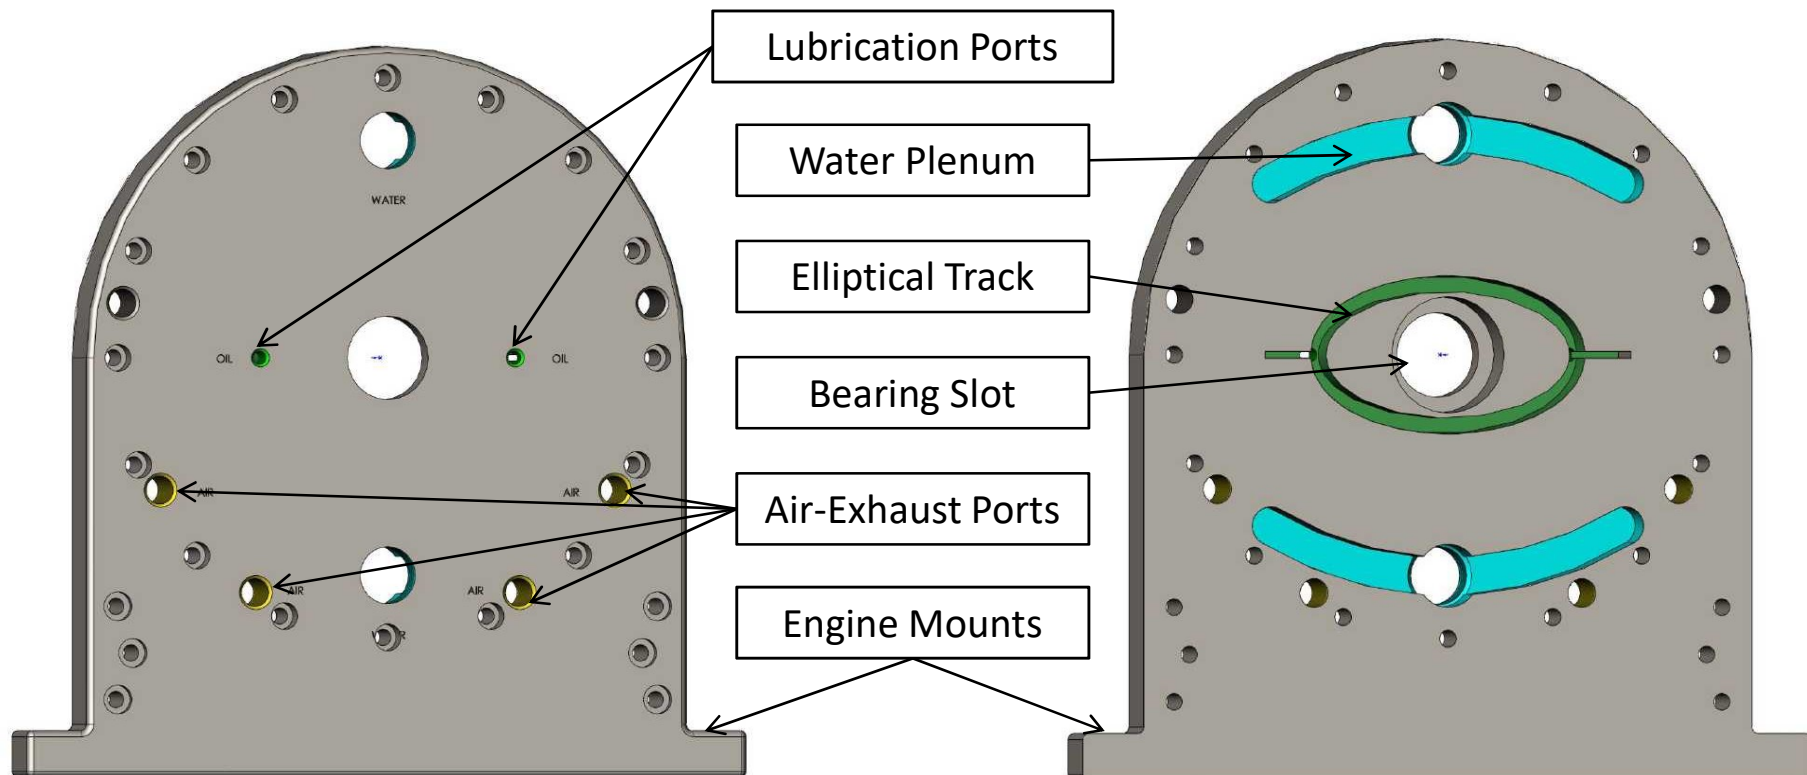 Lubrication Ports
Water Plenum
Elliptical Track
Bearing Slot
Air-Exhaust Ports
Engine Mounts
WATER
OIL
OIL
AIR
AIR
AIR
AIR